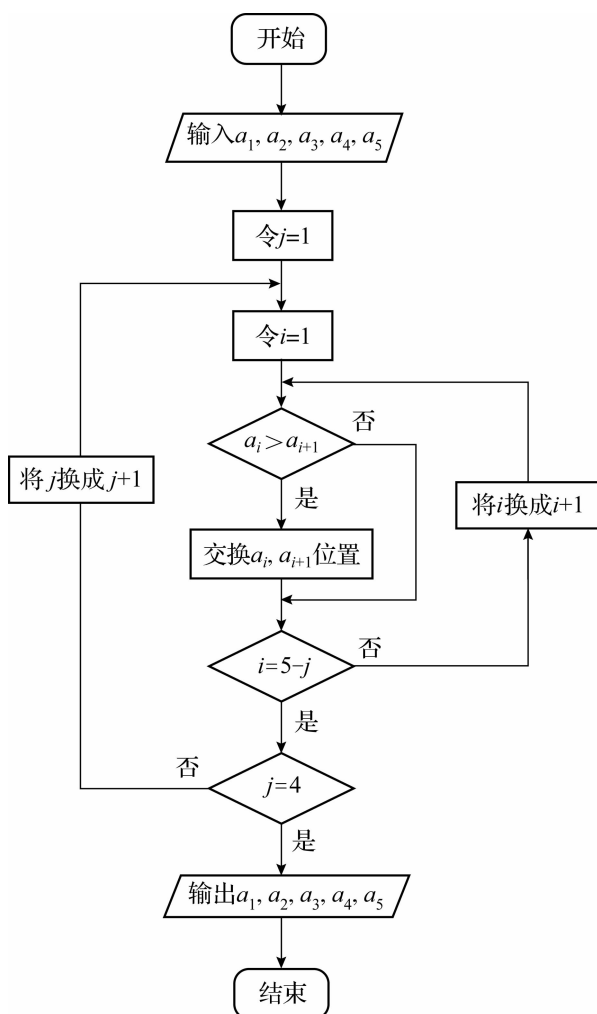 开始
输入a₁, a₂, a₃, a₄, a₅
令j=1
令i=1
否
aᵢ>aᵢ₊₁
将j换成j+1
是
将i换成i+1
交换aᵢ, aᵢ₊₁位置
否
i=5-j
是
否
j=4
是
输出a₁, a₂, a₃, a₄, a₅
结束